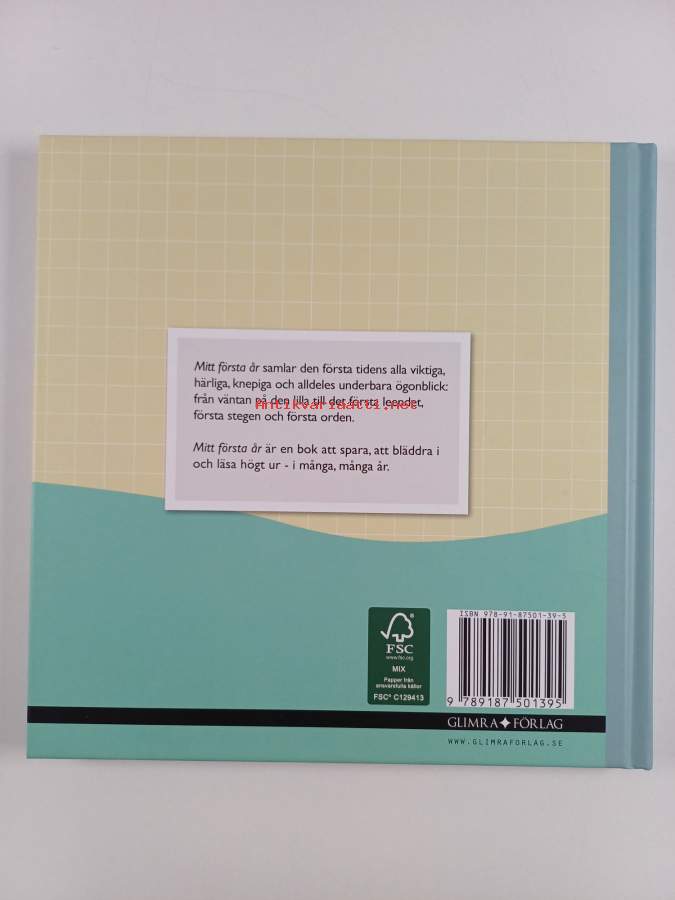 Mitt första år samlar den första tidens alla viktiga,
härliga, knepiga och alldeles underbara ögonblick:
från väntan på den lilla till det första leendet,
antikvariaatti.net
första stegen och första orden.
Mitt första år är en bok att spara, att bläddra i
och läsa högt ur - i många, många år.
ISBN 978-91-87501-39-5
FSC
www.fsc.org
MIX
Papper från
ansvarsfulla källor
FSC® C129413
9 789187 501395
GLIMRA FÖRLAG
WWW.GLIMRAFORLAG.SE